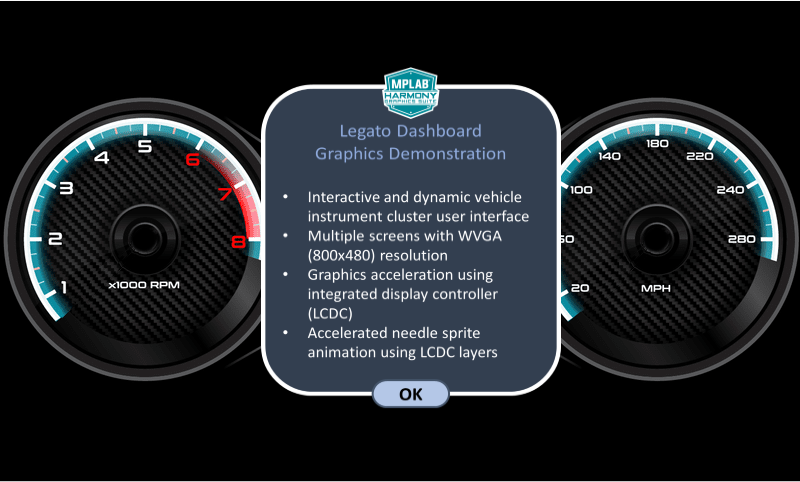 MPLAB®
HARMONY
GRAPHICS SUITE
Legato Dashboard
Graphics Demonstration
• Interactive and dynamic vehicle
instrument cluster user interface
• Multiple screens with WVGA
(800x480) resolution
• Graphics acceleration using
integrated display controller
(LCDC)
• Accelerated needle sprite
animation using LCDC layers
OK
1
2
3
4
5
6
7
8
x1000 RPM
20
60
100
140
180
220
240
280
MPH